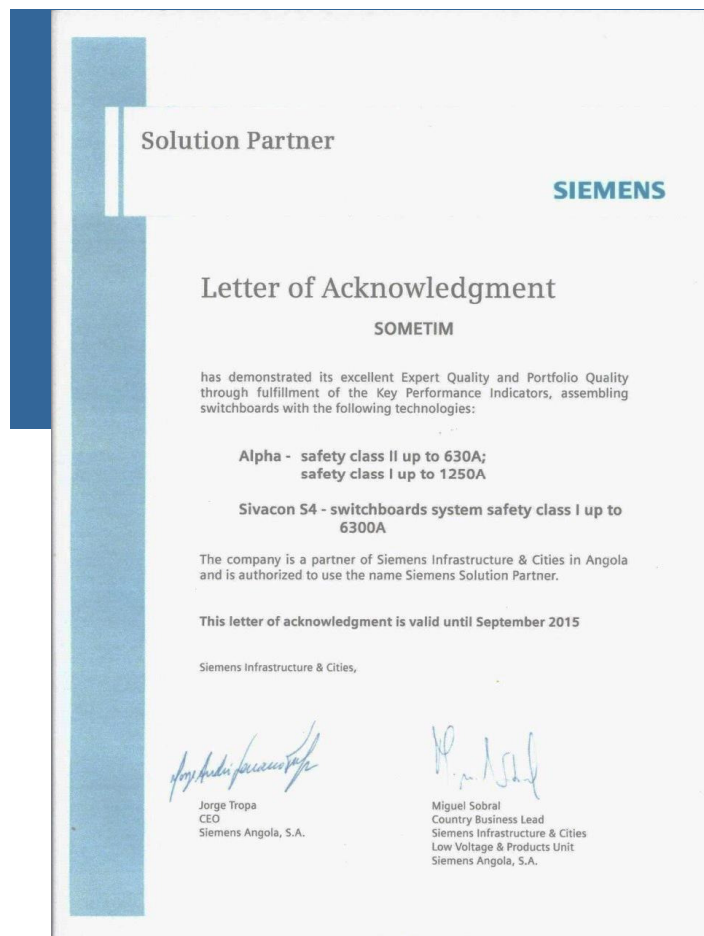 Solution Partner
SIEMENS
Letter of Acknowledgment
SOMETIM
has demonstrated its excellent Expert Quality and Portfolio Quality
through fulfillment of the Key Performance Indicators, assembling
switchboards with the following technologies:
Alpha - safety class II up to 630A;
safety class I up to 1250A
Sivacon S4 - switchboards system safety class I up to
6300A
The company is a partner of Siemens Infrastructure & Cities in Angola
and is authorized to use the name Siemens Solution Partner.
This letter of acknowledgment is valid until September 2015
Siemens Infrastructure & Cities,
Jorge Tropa
CEO
Siemens Angola, S.A.
Miguel Sobral
Country Business Lead
Siemens Infrastructure & Cities
Low Voltage & Products Unit
Siemens Angola, S.A.